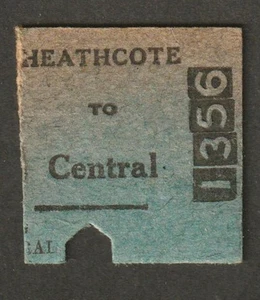 HEATHCOTE
TO
Central
1356